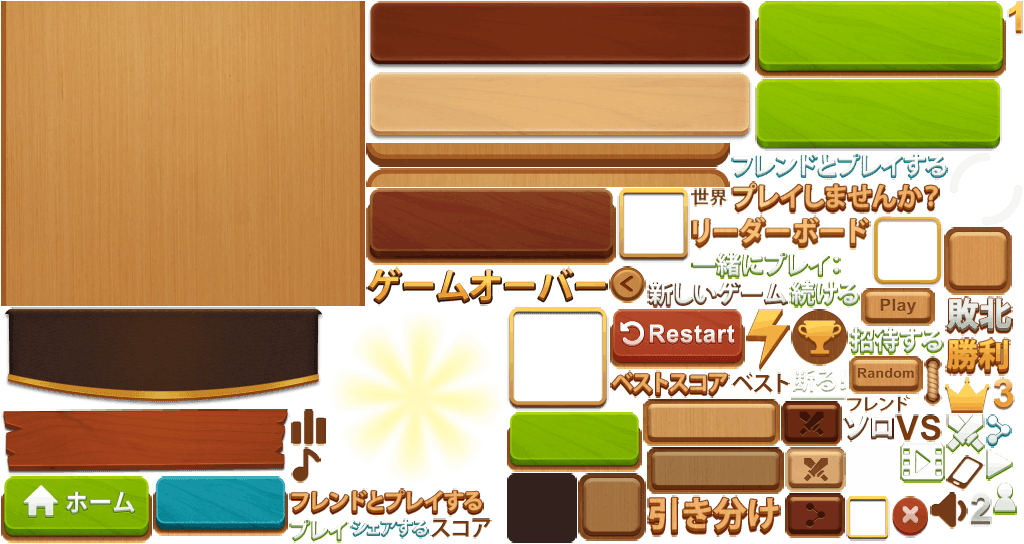 1
フレンドとプレイする
世界
プレイしませんか?
リーダーボード
一緒にプレイ:
ゲームオーバー
新しいゲーム
続ける
Play
敗北
Restart
招待する
勝利
ベストスコア
ベスト
断る
Random
3
フレンド
ソロ
VS
ホーム
フレンドとプレイする
プレイ
シェアする
スコア
引き分け
2